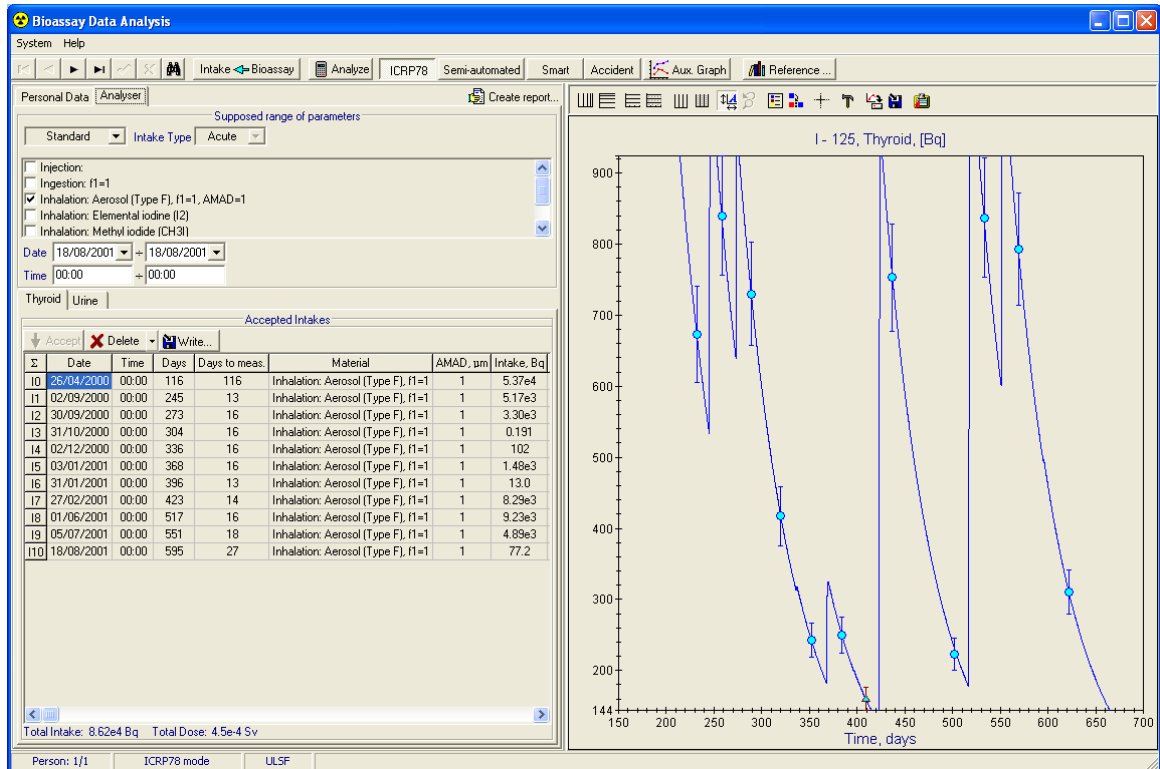 Bioassay Data Analysis
System Help
Intake Bioassay Analyze ICRP78 Semi-automated Smart Accident Aux. Graph Reference ...
Personal Data Analyser Create report...
Supposed range of parameters
Standard Intake Type Acute
Injection:
Ingestion: f1=1
Inhalation: Aerosol (Type F), f1=1, AMAD=1
Inhalation: Elemental iodine (I2)
Inhalation: Methyl iodide (CH3I)
Date 18/08/2001 ÷ 18/08/2001
Time 00:00 ÷ 00:00
Thyroid Urine
Accepted Intakes
Accept Delete Write...
Σ Date Time Days Days to meas. Material AMAD, µm Intake, Bq
I0 26/04/2000 00:00 116 116 Inhalation: Aerosol (Type F), f1=1 1 5.37e4
I1 02/09/2000 00:00 245 13 Inhalation: Aerosol (Type F), f1=1 1 5.17e3
I2 30/09/2000 00:00 273 16 Inhalation: Aerosol (Type F), f1=1 1 3.30e3
I3 31/10/2000 00:00 304 16 Inhalation: Aerosol (Type F), f1=1 1 0.191
I4 02/12/2000 00:00 336 16 Inhalation: Aerosol (Type F), f1=1 1 102
I5 03/01/2001 00:00 368 16 Inhalation: Aerosol (Type F), f1=1 1 1.48e3
I6 31/01/2001 00:00 396 13 Inhalation: Aerosol (Type F), f1=1 1 13.0
I7 27/02/2001 00:00 423 14 Inhalation: Aerosol (Type F), f1=1 1 8.29e3
I8 01/06/2001 00:00 517 16 Inhalation: Aerosol (Type F), f1=1 1 9.23e3
I9 05/07/2001 00:00 551 18 Inhalation: Aerosol (Type F), f1=1 1 4.89e3
I10 18/08/2001 00:00 595 27 Inhalation: Aerosol (Type F), f1=1 1 77.2
Total Intake: 8.62e4 Bq Total Dose: 4.5e-4 Sv
Person: 1/1 ICRP78 mode ULSF
I - 125, Thyroid, [Bq]
900
800
700
600
500
400
300
200
144
150 200 250 300 350 400 450 500 550 600 650 700
Time, days